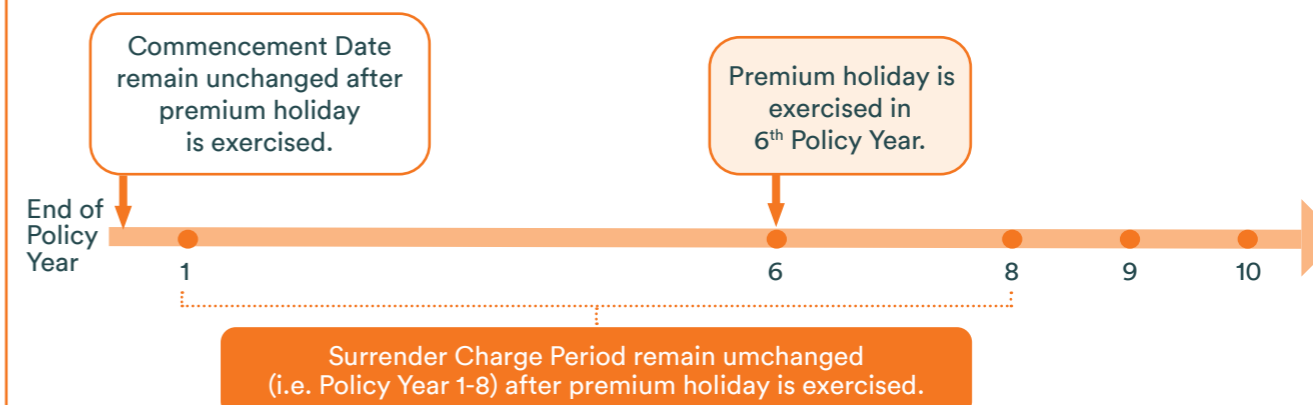 Commencement Date
remain unchanged after
premium holiday
is exercised.
Premium holiday is
exercised in
6th Policy Year.
End of
Policy
Year
1
6
8
9
10
Surrender Charge Period remain umchanged
(i.e. Policy Year 1-8) after premium holiday is exercised.